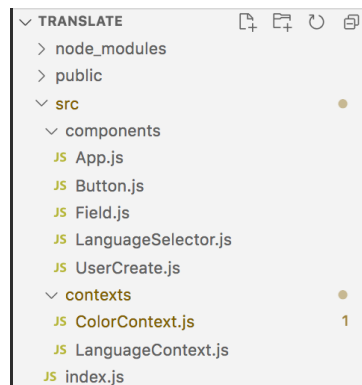 TRANSLATE
node_modules
public
src
components
JS App.js
JS Button.js
JS Field.js
JS LanguageSelector.js
JS UserCreate.js
contexts
JS ColorContext.js 1
JS LanguageContext.js
JS index.js